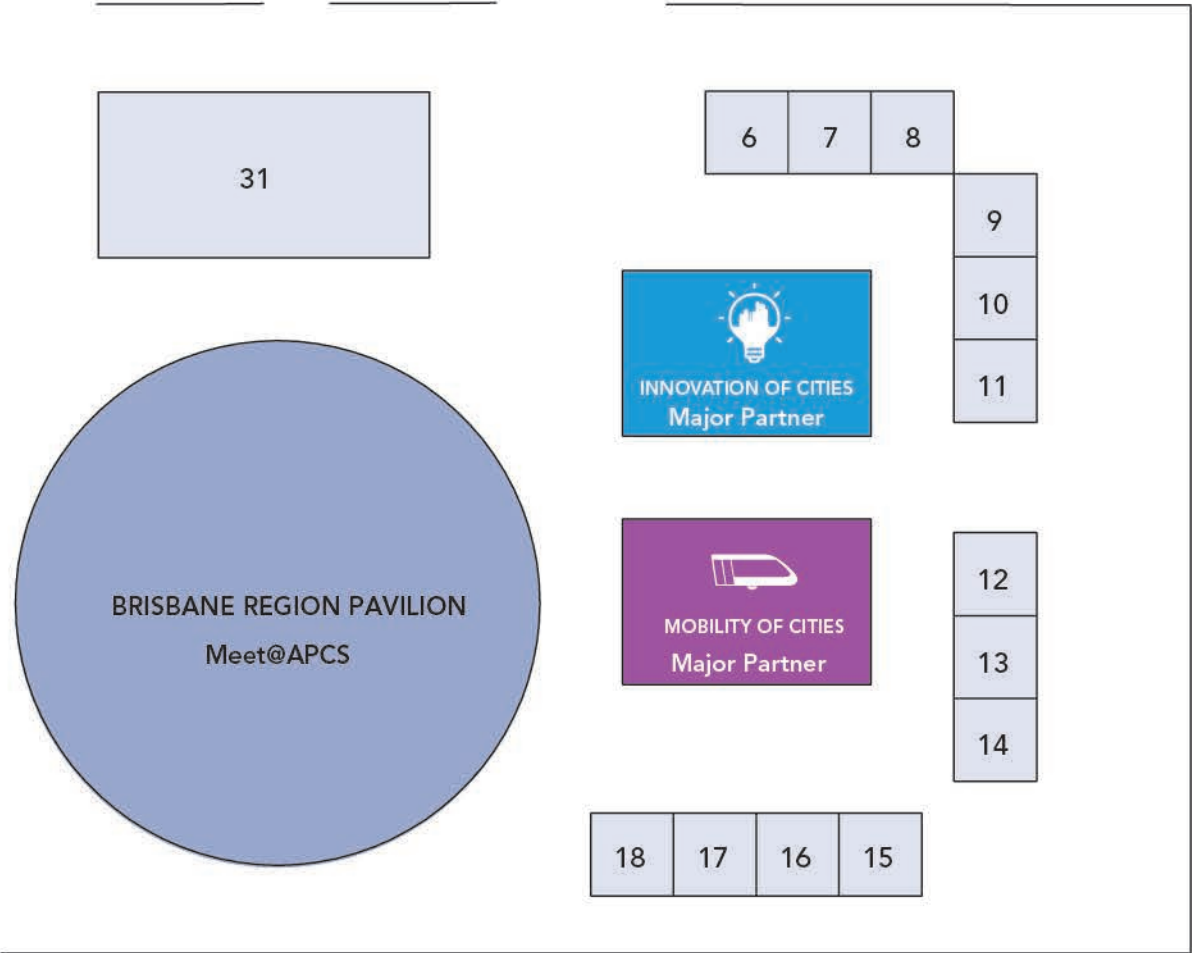 6 7 8
31
9
10
INNOVATION OF CITIES
Major Partner
11
BRISBANE REGION PAVILION
Meet@APCS
MOBILITY OF CITIES
Major Partner
12
13
14
18 17 16 15